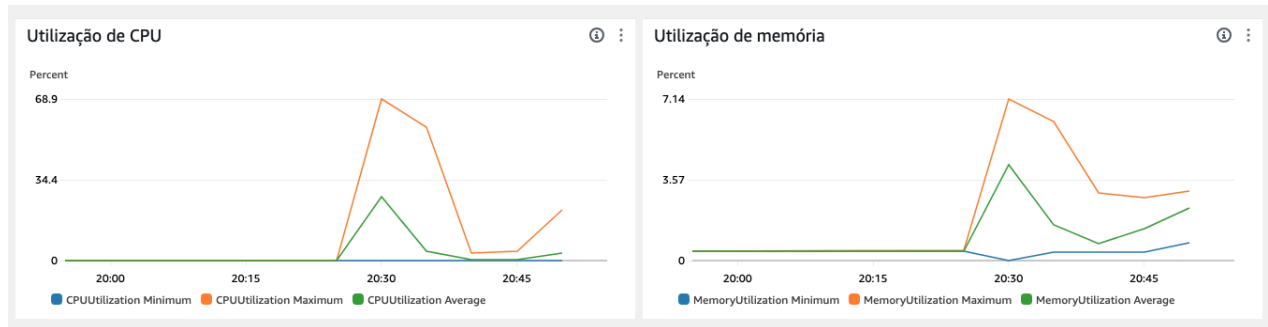 Utilização de CPU
Percent
68.9
34.4
0
20:00 20:15 20:30 20:45
CPUUtilization Minimum CPUUtilization Maximum CPUUtilization Average
Utilização de memória
Percent
7.14
3.57
0
20:00 20:15 20:30 20:45
MemoryUtilization Minimum MemoryUtilization Maximum MemoryUtilization Average